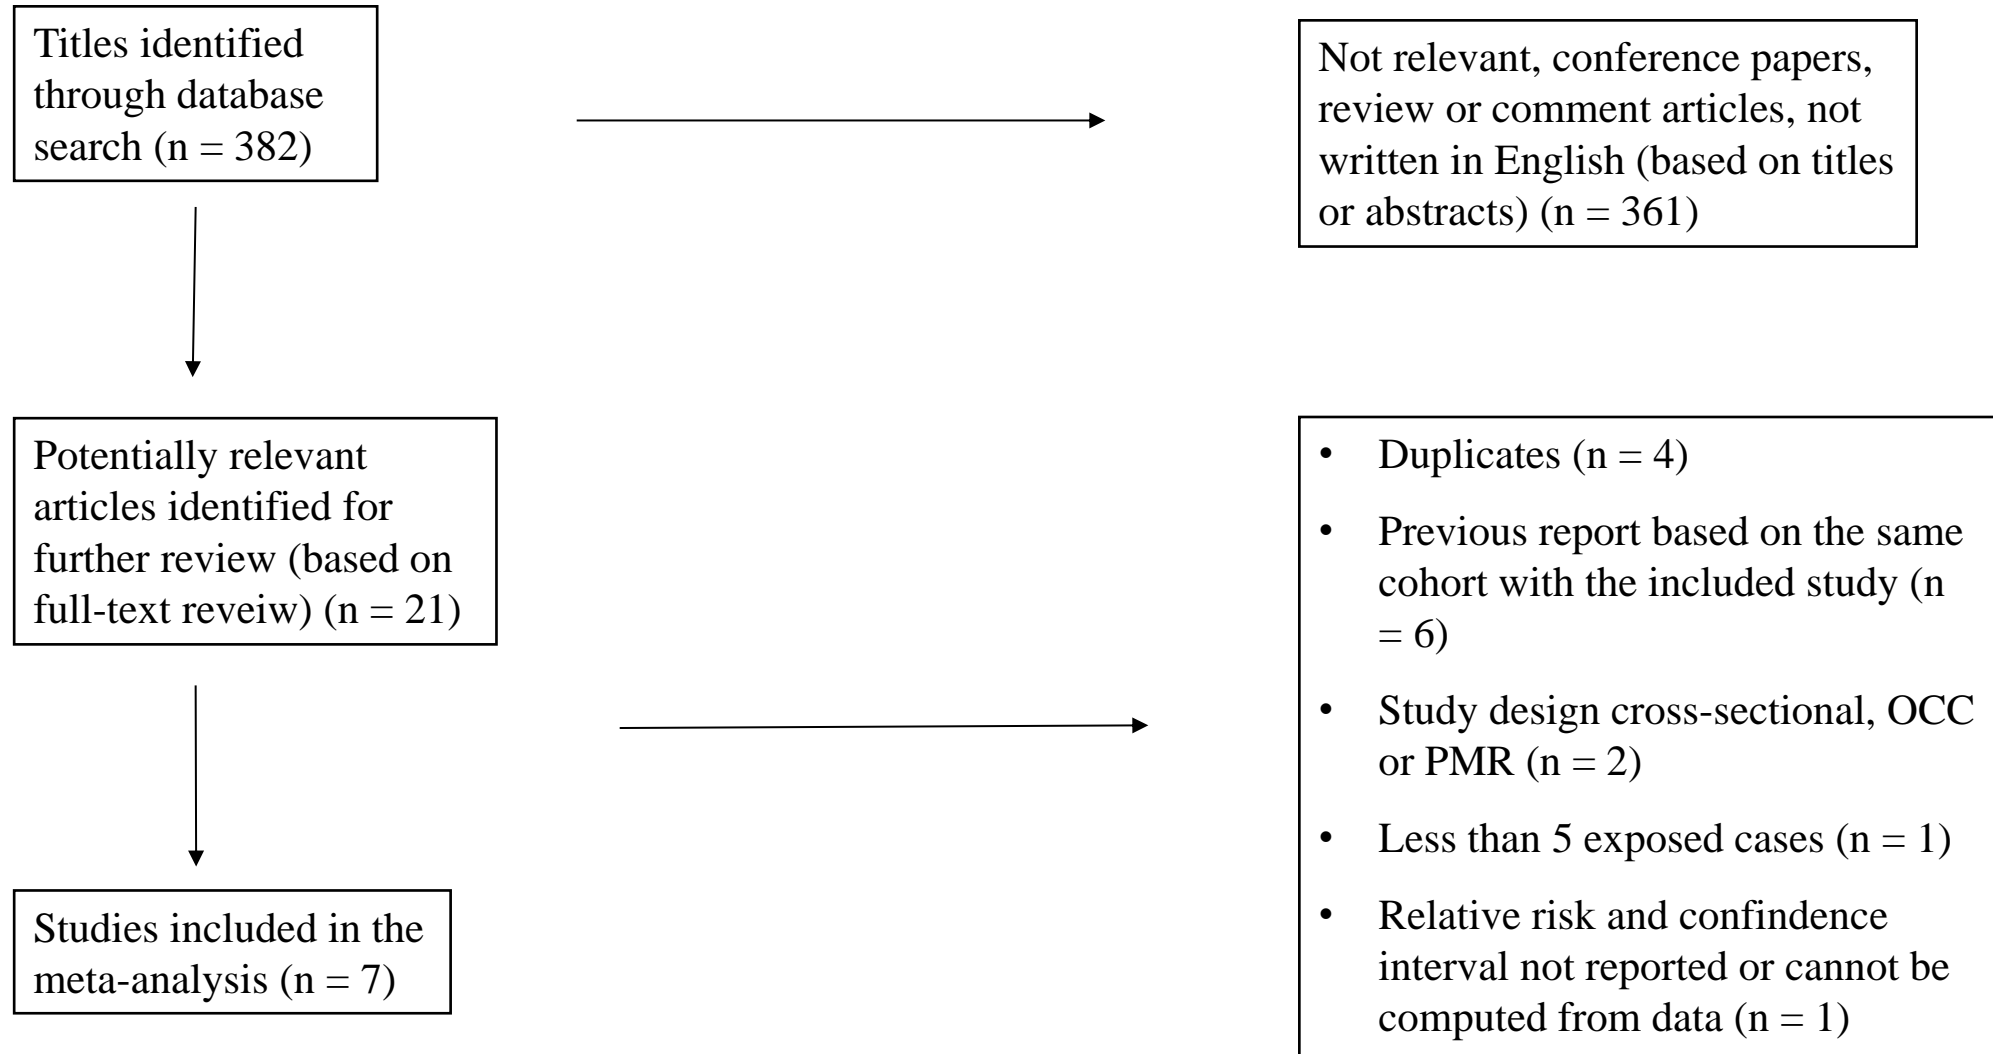 Titles identified
through database
search (n = 382)
Not relevant, conference papers,
review or comment articles, not
written in English (based on titles
or abstracts) (n = 361)
Potentially relevant
articles identified for
further review (based on
full-text reveiw) (n = 21)
• Duplicates (n = 4)
• Previous report based on the same
cohort with the included study (n
= 6)
• Study design cross-sectional, OCC
or PMR (n = 2)
• Less than 5 exposed cases (n = 1)
• Relative risk and confindence
interval not reported or cannot be
computed from data (n = 1)
Studies included in the
meta-analysis (n = 7)